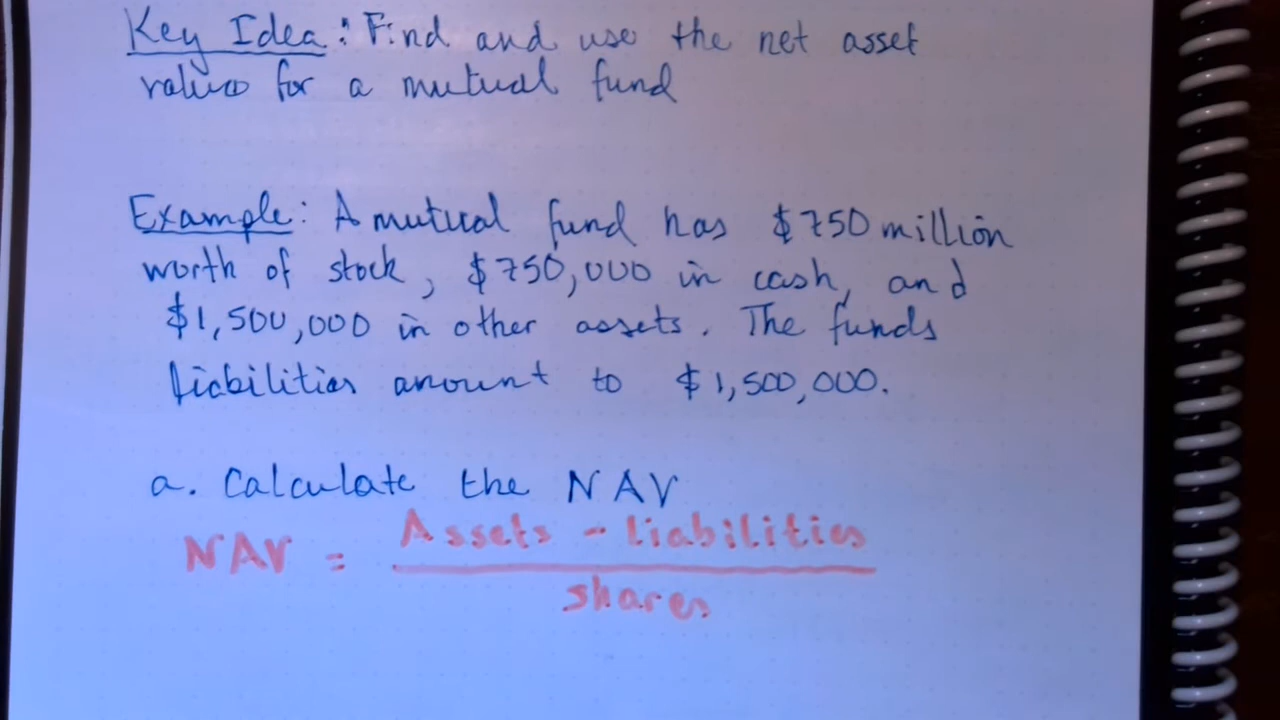 Key Idea: Find and use the net asset
value for a mutual fund
Example: A mutual fund has $750 million
worth of stock, $750,000 in cash, and
$1,500,000 in other assets. The funds
liabilities amount to $1,500,000.
a. Calculate the NAV
NAV = Assets - liabilities
shares